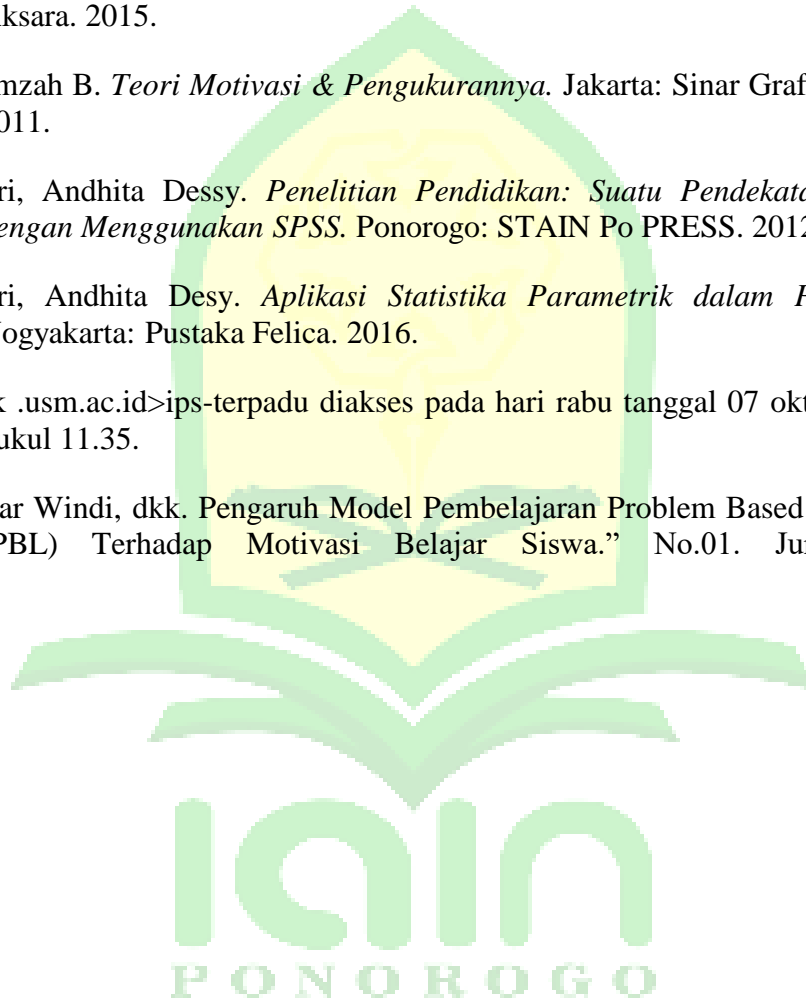 ksara. 2015.
mzah B. Teori Motivasi & Pengukurannya. Jakarta: Sinar Graf
011.
ri, Andhita Dessy. Penelitian Pendidikan: Suatu Pendekata
engan Menggunakan SPSS. Ponorogo: STAIN Po PRESS. 2012
ri, Andhita Desy. Aplikasi Statistika Parametrik dalam P
ogyakarta: Pustaka Felica. 2016.
k .usm.ac.id>ips-terpadu diakses pada hari rabu tanggal 07 okt
ukul 11.35.
ar Windi, dkk. Pengaruh Model Pembelajaran Problem Based
PBL) Terhadap Motivasi Belajar Siswa.” No.01. Ju
iain
PONOROGO